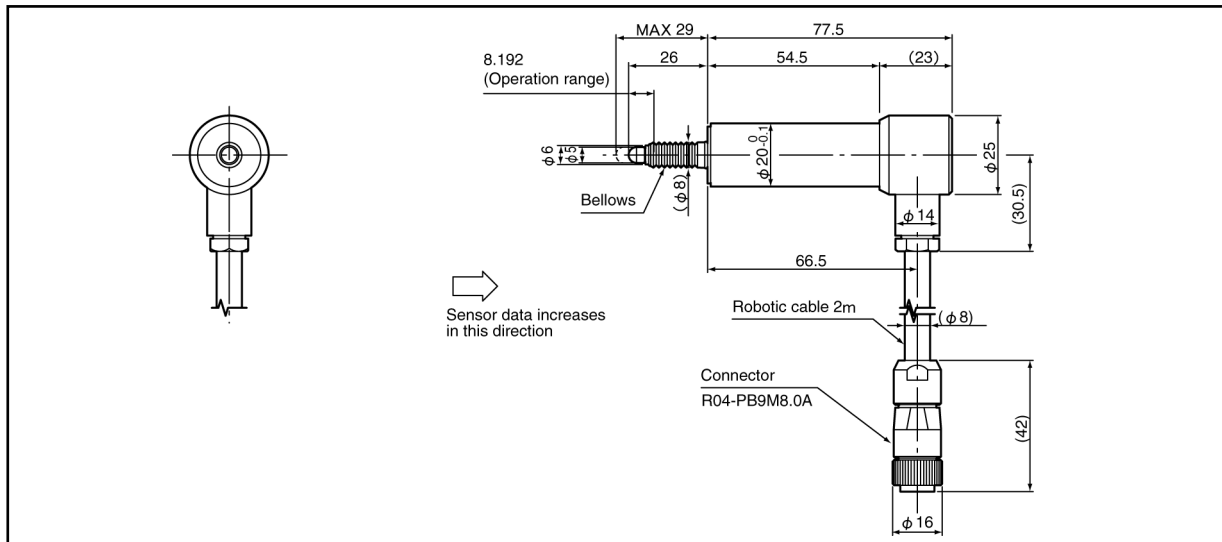 MAX 29
77.5
8.192
(Operation range)
26
54.5
(23)
φ6
φ5
Bellows
(φ8)
φ20 0 -0.1
φ25
(30.5)
φ14
66.5
Sensor data increases
in this direction
Robotic cable 2m
(φ8)
Connector
R04-PB9M8.0A
(42)
φ16